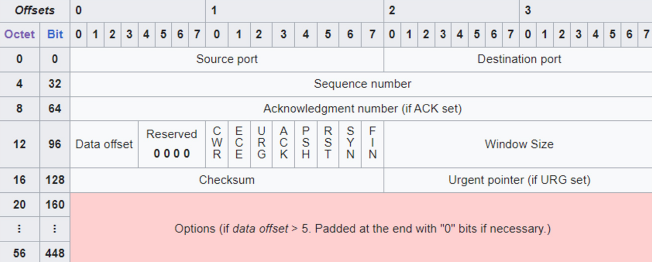 Offsets 0 1 2 3
Octet Bit 0 1 2 3 4 5 6 7 0 1 2 3 4 5 6 7 0 1 2 3 4 5 6 7 0 1 2 3 4 5 6 7
0 0 Source port Destination port
4 32 Sequence number
8 64 Acknowledgment number (if ACK set)
12 96 Data offset Reserved 0 0 0 0 CWR ECE URG ACK PSH RST SYN FIN Window Size
16 128 Checksum Urgent pointer (if URG set)
20 160
⋮ ⋮ Options (if data offset > 5. Padded at the end with "0" bits if necessary.)
56 448